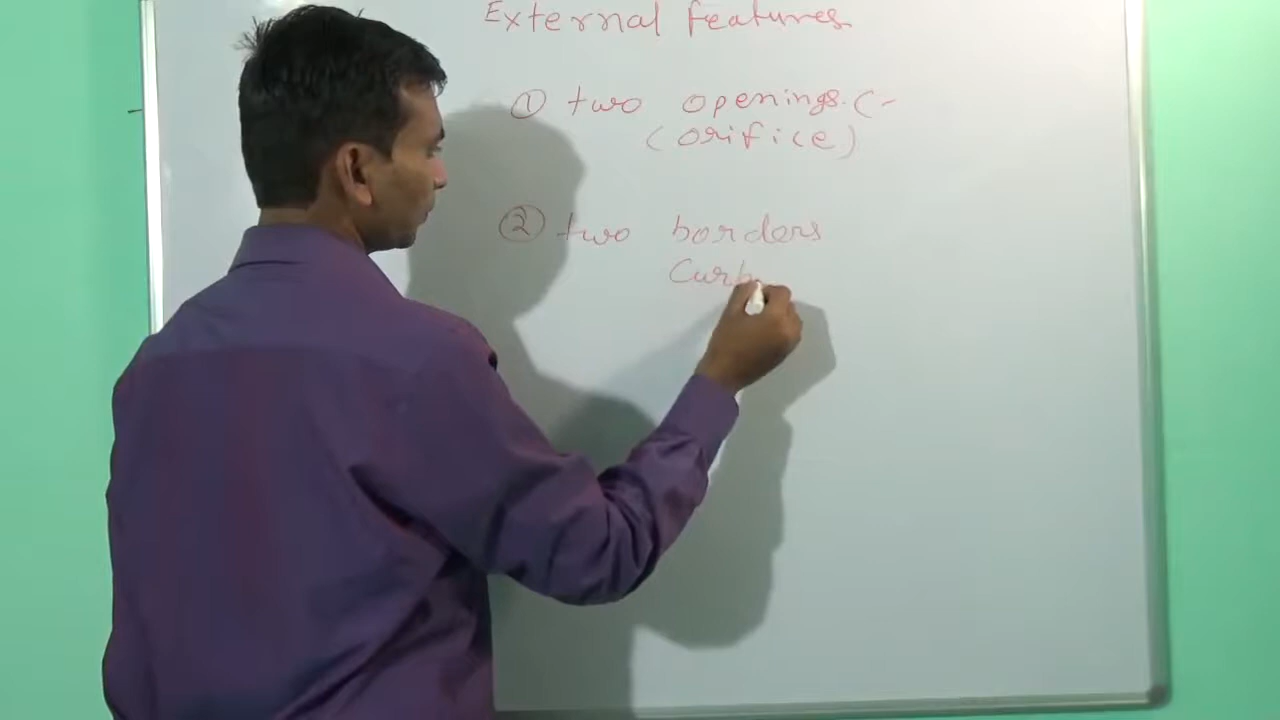 External features
① two openings. (-
(orifice)
② two borders